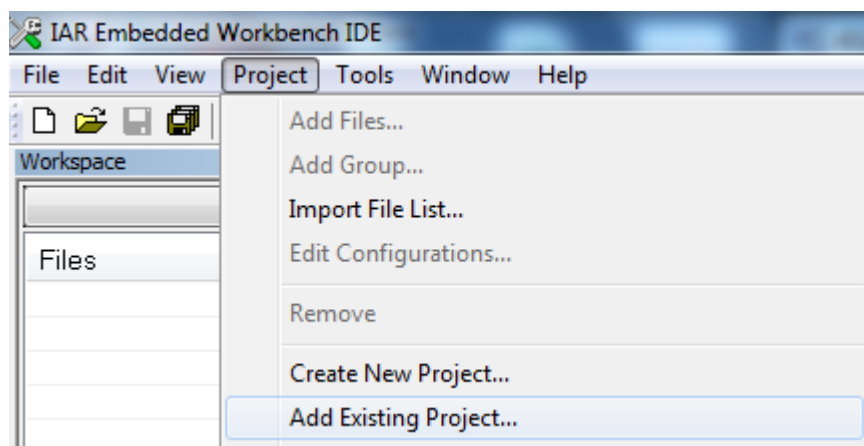 IAR Embedded Workbench IDE
File Edit View Project Tools Window Help
Workspace
Files
Add Files...
Add Group...
Import File List...
Edit Configurations...
Remove
Create New Project...
Add Existing Project...